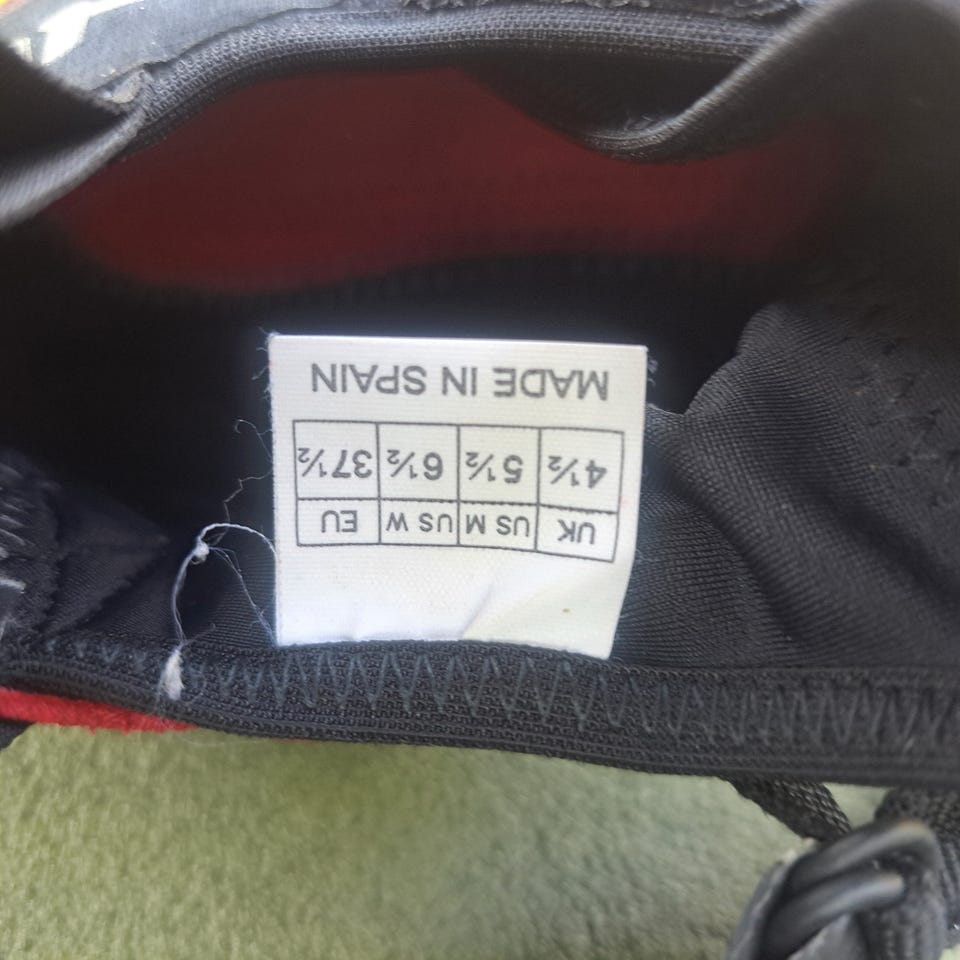 UK US M US W EU
4½ 5½ 6½ 37½
MADE IN SPAIN